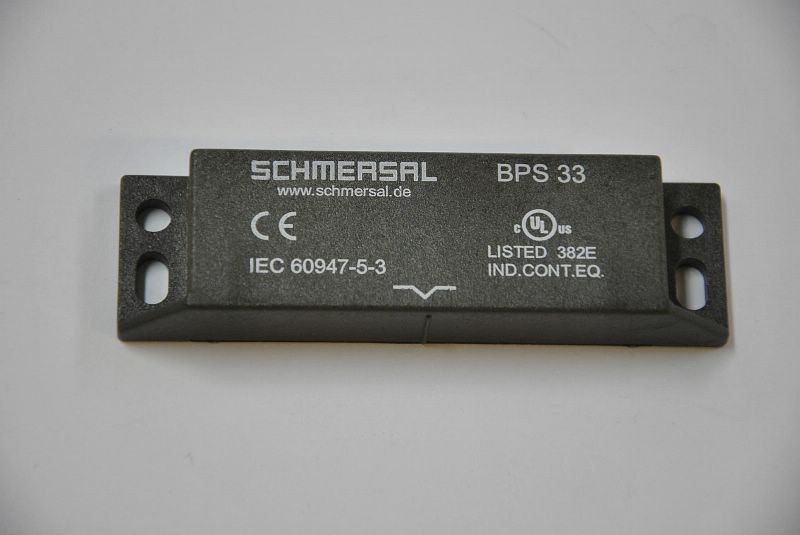 SCHMERSAL
www.schmersal.de
BPS 33
CE
c UL us
IEC 60947-5-3
LISTED 382E
IND.CONT.EQ.